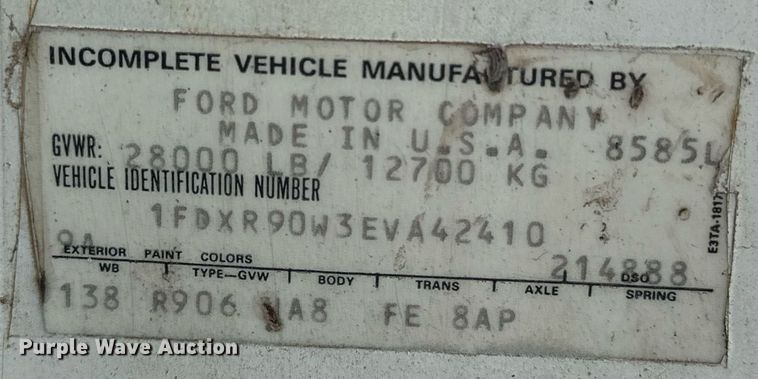 INCOMPLETE VEHICLE MANUFACTURED BY
FORD MOTOR COMPANY
MADE IN U.S.A. 8585L
GVWR: 28000 LB/ 12700 KG
VEHICLE IDENTIFICATION NUMBER
1FDXR90W3EVA42410
9A 214888
EXTERIOR PAINT COLORS DSO
WB TYPE—GVW BODY TRANS AXLE SPRING
138 R906 FE 8AP
E3TA-1817
Purple Wave Auction